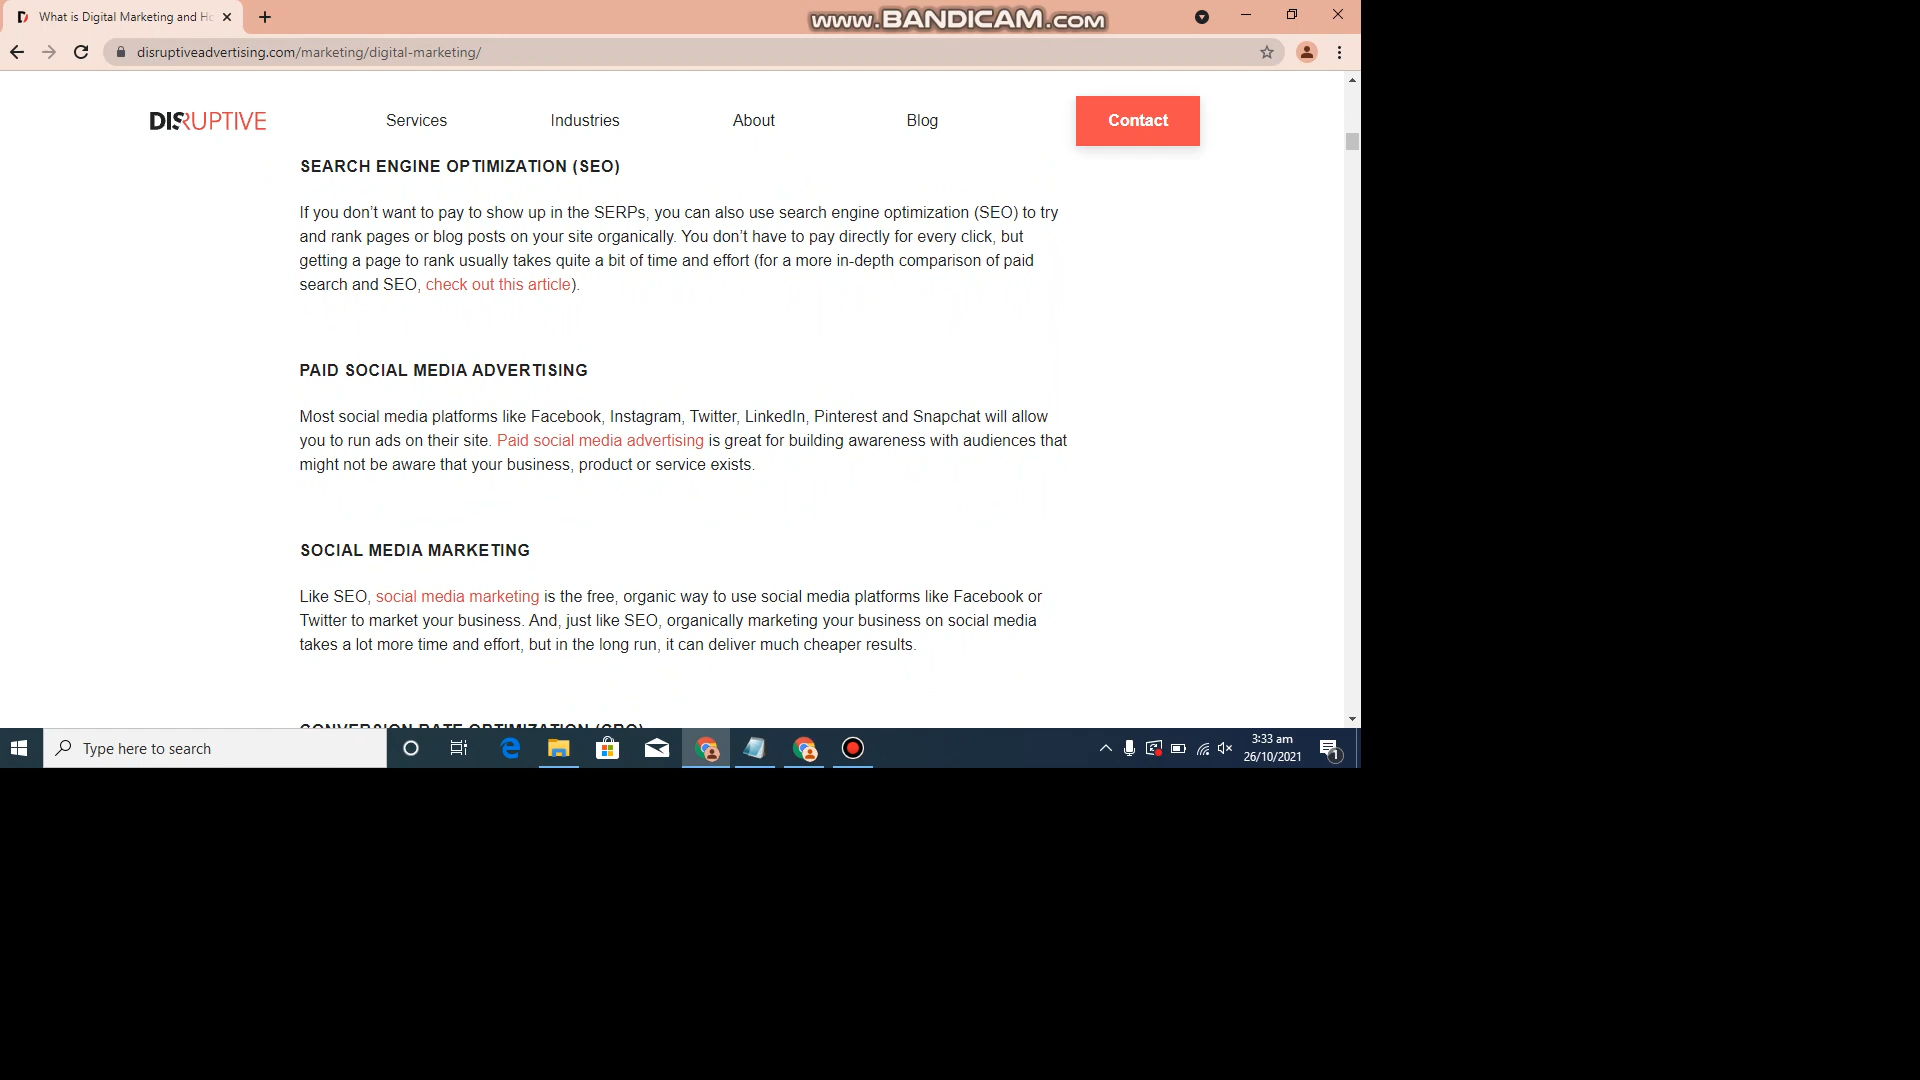 What is Digital Marketing and Ho
www.BANDICAM.com
disruptiveadvertising.com/marketing/digital-marketing/
DISRUPTIVE
Services
Industries
About
Blog
Contact
SEARCH ENGINE OPTIMIZATION (SEO)
If you don’t want to pay to show up in the SERPs, you can also use search engine optimization (SEO) to try
and rank pages or blog posts on your site organically. You don’t have to pay directly for every click, but
getting a page to rank usually takes quite a bit of time and effort (for a more in-depth comparison of paid
search and SEO, check out this article).
PAID SOCIAL MEDIA ADVERTISING
Most social media platforms like Facebook, Instagram, Twitter, LinkedIn, Pinterest and Snapchat will allow
you to run ads on their site. Paid social media advertising is great for building awareness with audiences that
might not be aware that your business, product or service exists.
SOCIAL MEDIA MARKETING
Like SEO, social media marketing is the free, organic way to use social media platforms like Facebook or
Twitter to market your business. And, just like SEO, organically marketing your business on social media
takes a lot more time and effort, but in the long run, it can deliver much cheaper results.
CONVERSION RATE OPTIMIZATION (CRO)
Type here to search
3:33 am
26/10/2021
1